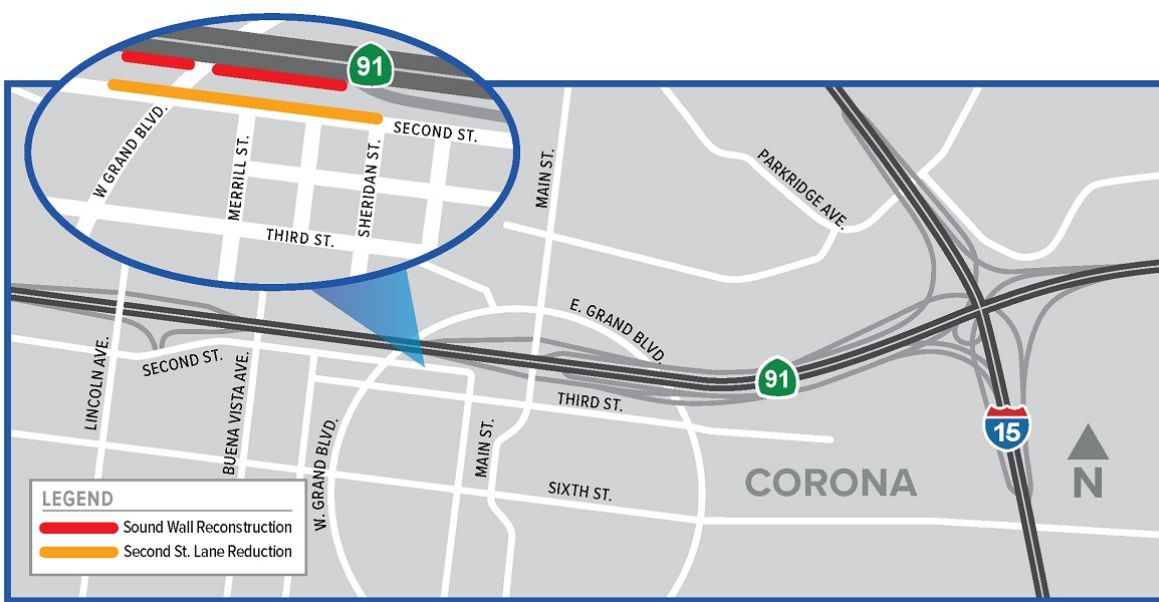 91
W GRAND BLVD.
MERRILL ST.
SHERIDAN ST.
SECOND ST.
THIRD ST.
MAIN ST.
PARKRIDGE AVE.
E. GRAND BLVD.
SECOND ST.
LINCOLN AVE.
BUENA VISTA AVE.
W. GRAND BLVD.
MAIN ST.
THIRD ST.
SIXTH ST.
91
15
CORONA
N
LEGEND
Sound Wall Reconstruction
Second St. Lane Reduction